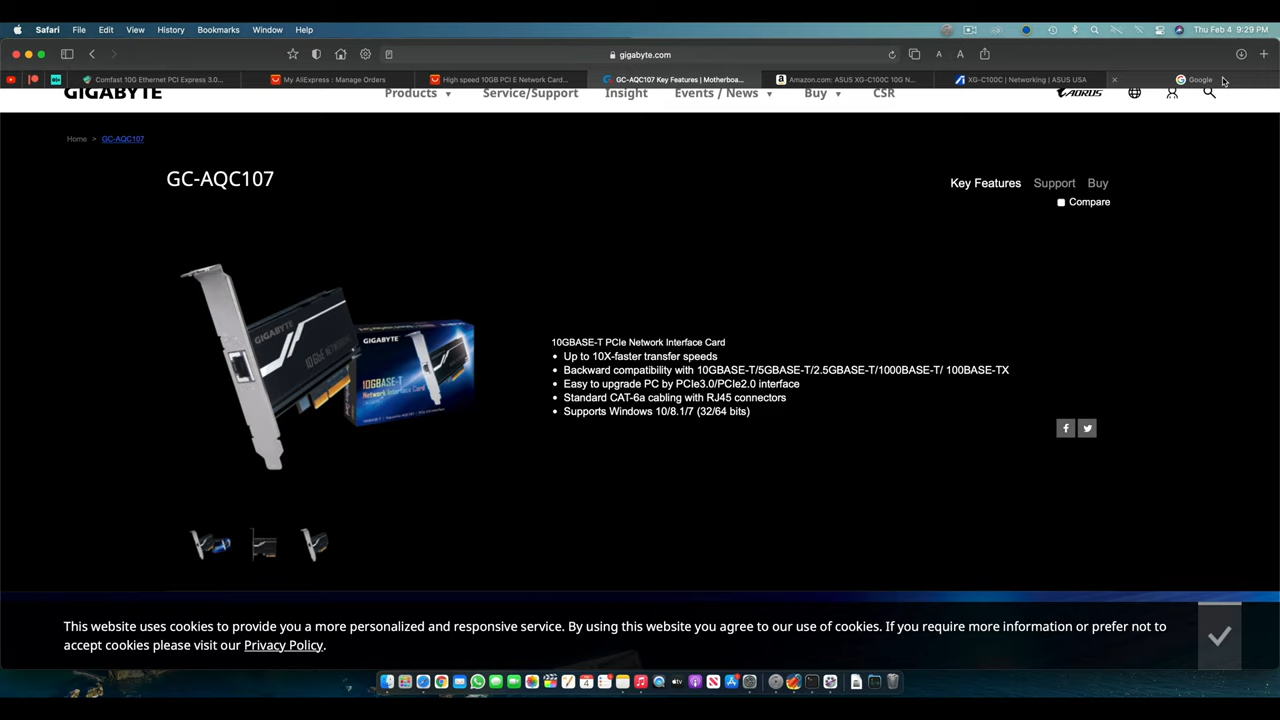 Safari File Edit View History Bookmarks Window Help Thu Feb 4 9:29 PM
gigabyte.com A A
Comfast 10G Ethernet PCI Express 3.0... My AliExpress : Manage Orders High speed 10GB PCI E Network Card... GC-AQC107 Key Features | Motherboa... Amazon.com: ASUS XG-C100C 10G N... XG-C100C | Networking | ASUS USA Google
GIGABYTE Products Service/Support Insight Events / News Buy CSR AORUS
Home > GC-AQC107
GC-AQC107
Key Features Support Buy
Compare
GIGABYTE
GIGABYTE
10GBASE-T
Network Interface Card
10GBASE-T PCIe Network Interface Card
• Up to 10X-faster transfer speeds
• Backward compatibility with 10GBASE-T/5GBASE-T/2.5GBASE-T/1000BASE-T/ 100BASE-TX
• Easy to upgrade PC by PCIe3.0/PCIe2.0 interface
• Standard CAT-6a cabling with RJ45 connectors
• Supports Windows 10/8.1/7 (32/64 bits)
This website uses cookies to provide you a more personalized and responsive service. By using this website you agree to our use of cookies. If you require more information or prefer not to
accept cookies please visit our Privacy Policy.